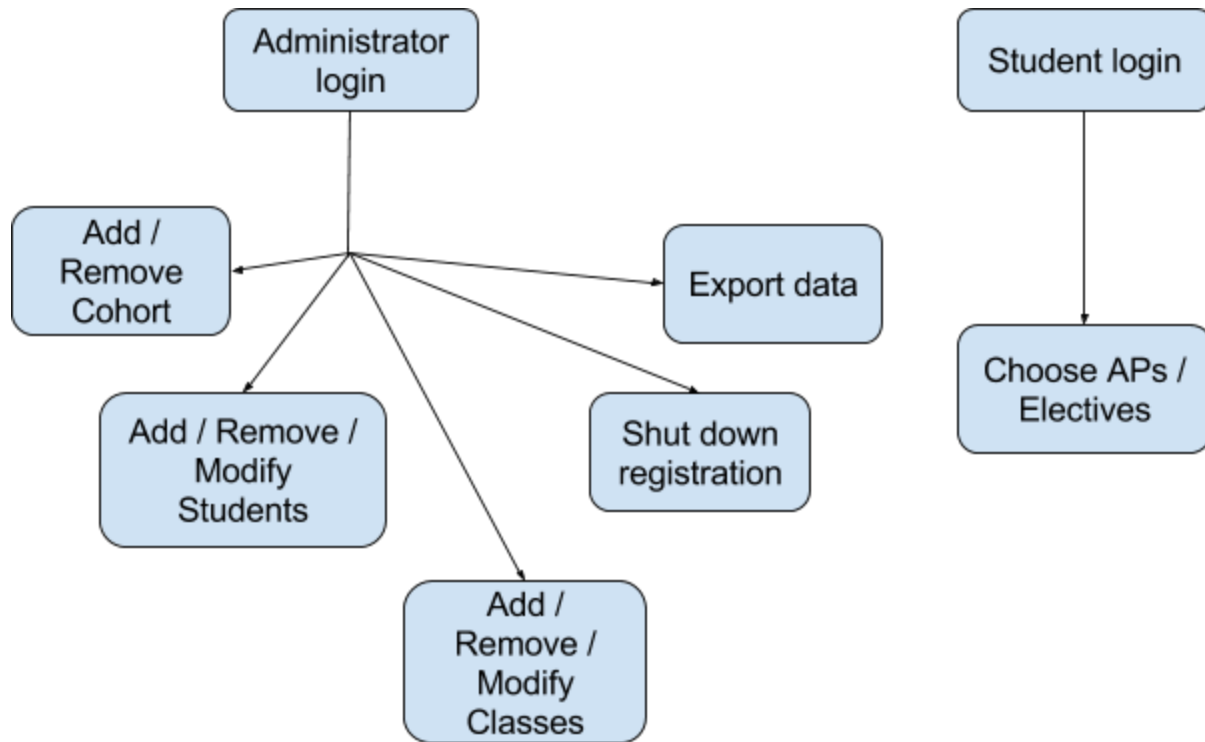 Administrator
login
Student login
Add /
Remove
Cohort
Export data
Choose APs /
Electives
Add / Remove /
Modify
Students
Shut down
registration
Add /
Remove /
Modify
Classes